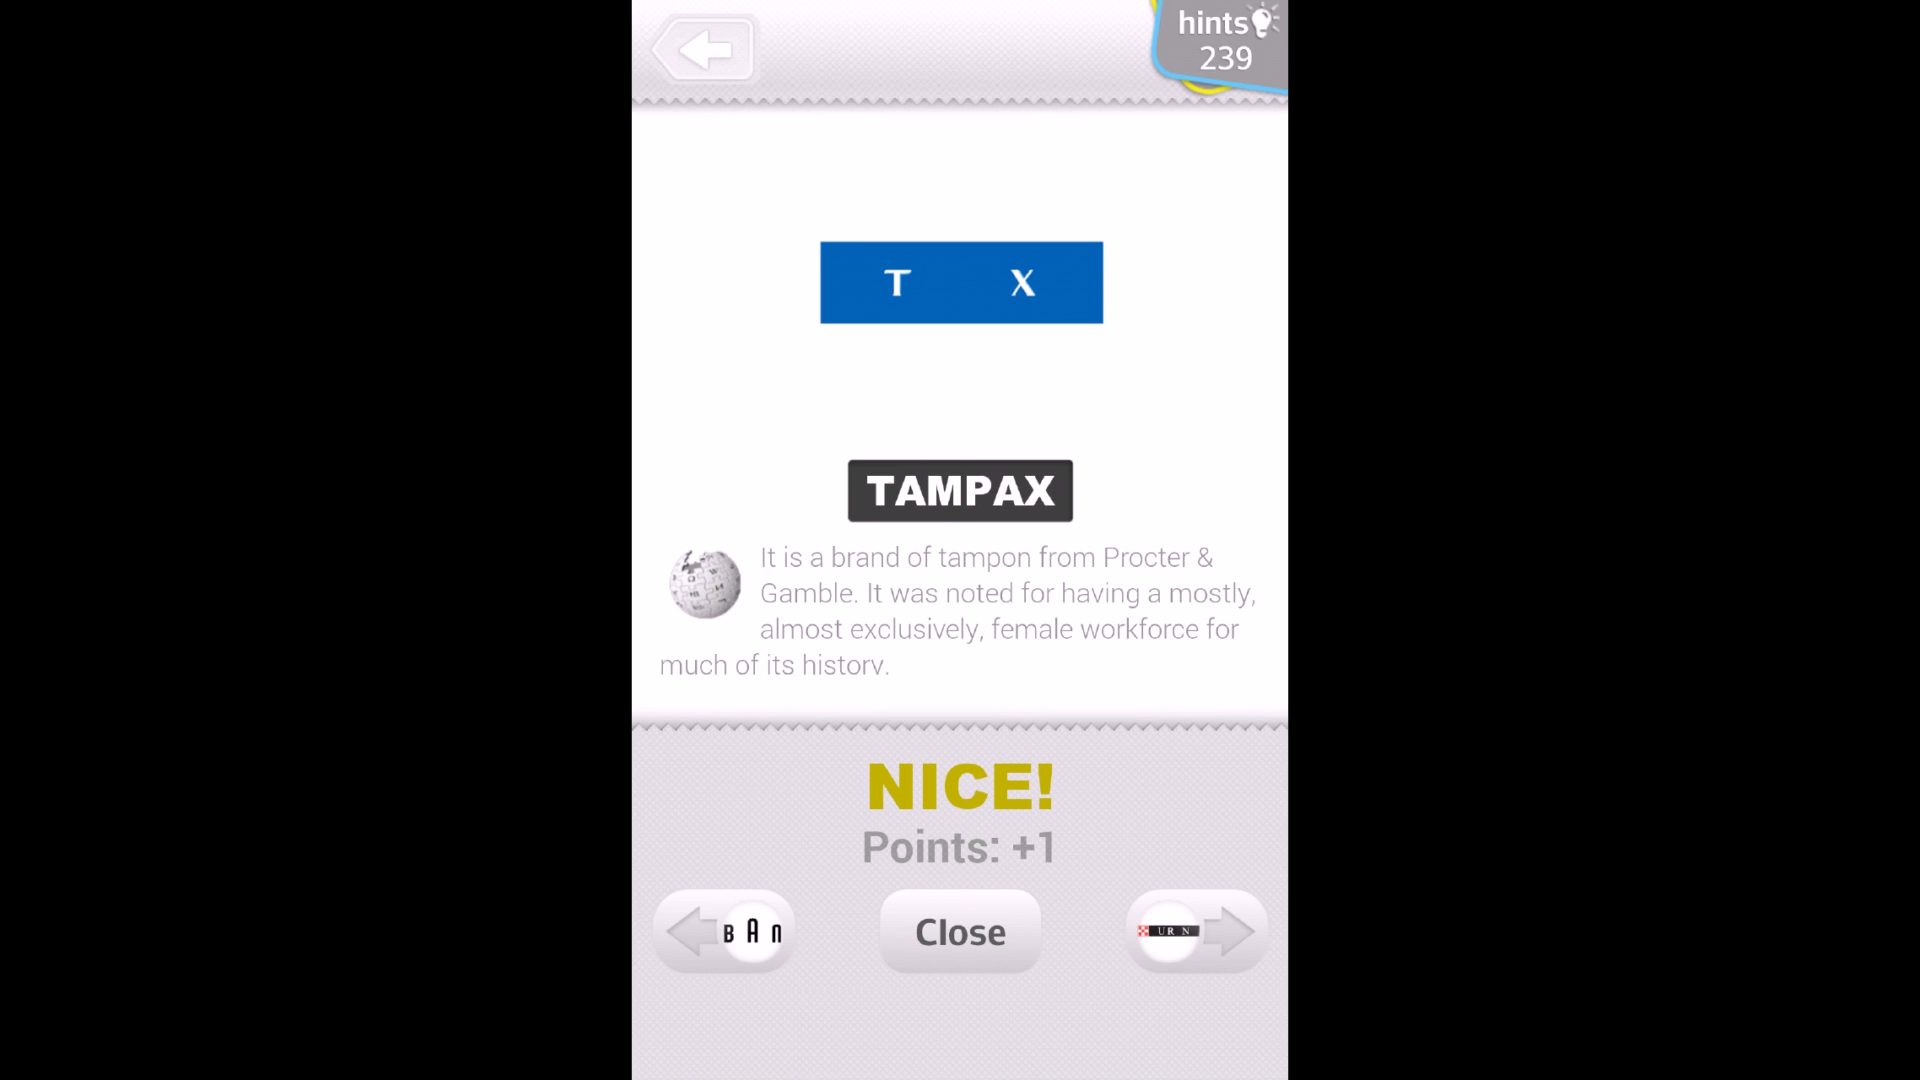 hints
239
T X
TAMPAX
It is a brand of tampon from Procter &
Gamble. It was noted for having a mostly,
almost exclusively, female workforce for
much of its history.
NICE!
Points: +1
B A n
Close
UR N